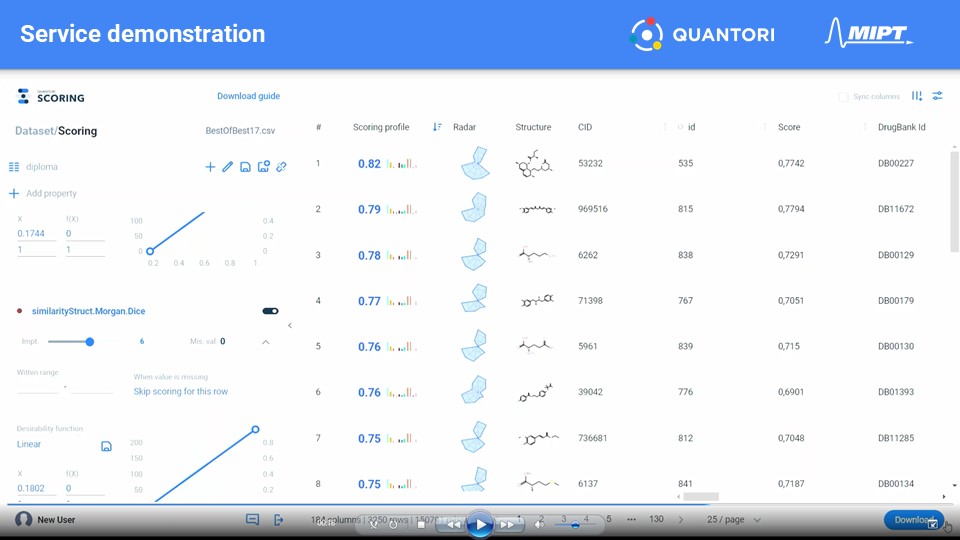 Service demonstration
QUANTORI
MIPT
QUANTORI
SCORING
Download guide
Dataset/Scoring
BestOfBest17.csv
diploma
Add property
X f(X)
0.1744 0
1 1
100
50
0
0.4
0.2
0
0.2 0.4 0.6 0.8 1
similarityStruct.Morgan.Dice
Impt. 6 Mis. val. 0
Within range
-
When value is missing
Skip scoring for this row
Desirability function
Linear
X f(X)
0.1802 0
200
150
100
50
0.8
0.6
0.4
0.2
New User
Sync columns
# Scoring profile Radar Structure CID id Score DrugBank Id
1 0.82 53232 535 0,7742 DB00227
2 0.79 969516 815 0,7794 DB11672
3 0.78 6262 838 0,7291 DB00129
4 0.77 71398 767 0,7051 DB00179
5 0.76 5961 839 0,715 DB00130
6 0.76 39042 776 0,6901 DB01393
7 0.75 736681 812 0,7048 DB11285
8 0.75 6137 841 0,7187 DB00134
184 columns | 3250 rows
1 2 3 4 5 ••• 130
25 / page
Download